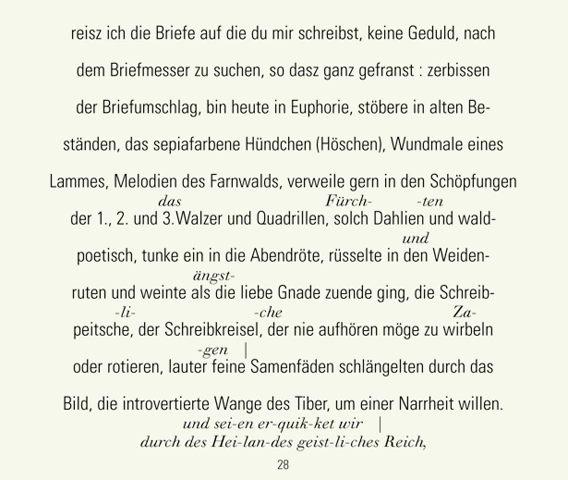 reisz ich die Briefe auf die du mir schreibst, keine Geduld, nach
dem Briefmesser zu suchen, so dasz ganz gefranst : zerbissen
der Briefumschlag, bin heute in Euphorie, stöbere in alten Be-
ständen, das sepiafarbene Hündchen (Höschen), Wundmale eines
Lammes, Melodien des Farnwalds, verweile gern in den Schöpfungen
das Fürch- -ten
der 1., 2. und 3.Walzer und Quadrillen, solch Dahlien und wald-
und
poetisch, tunke ein in die Abendröte, rüsselte in den Weiden-
ängst-
ruten und weinte als die liebe Gnade zuende ging, die Schreib-
-li- -che Za-
peitsche, der Schreibkreisel, der nie aufhören möge zu wirbeln
-gen |
oder rotieren, lauter feine Samenfäden schlängelten durch das
Bild, die introvertierte Wange des Tiber, um einer Narrheit willen.
und sei-en er-quik-ket wir |
durch des Hei-lan-des geist-li-ches Reich,
28